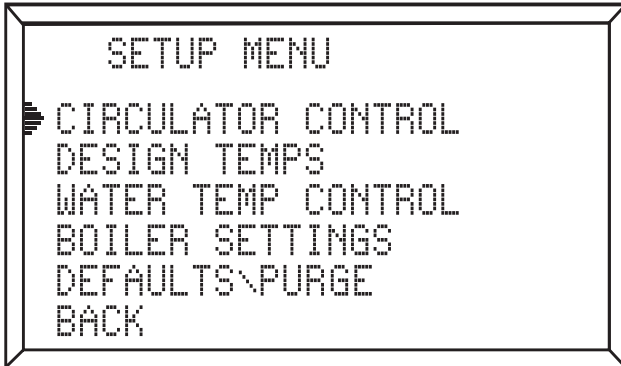 SETUP MENU
CIRCULATOR CONTROL
DESIGN TEMPS
WATER TEMP CONTROL
BOILER SETTINGS
DEFAULTS\PURGE
BACK